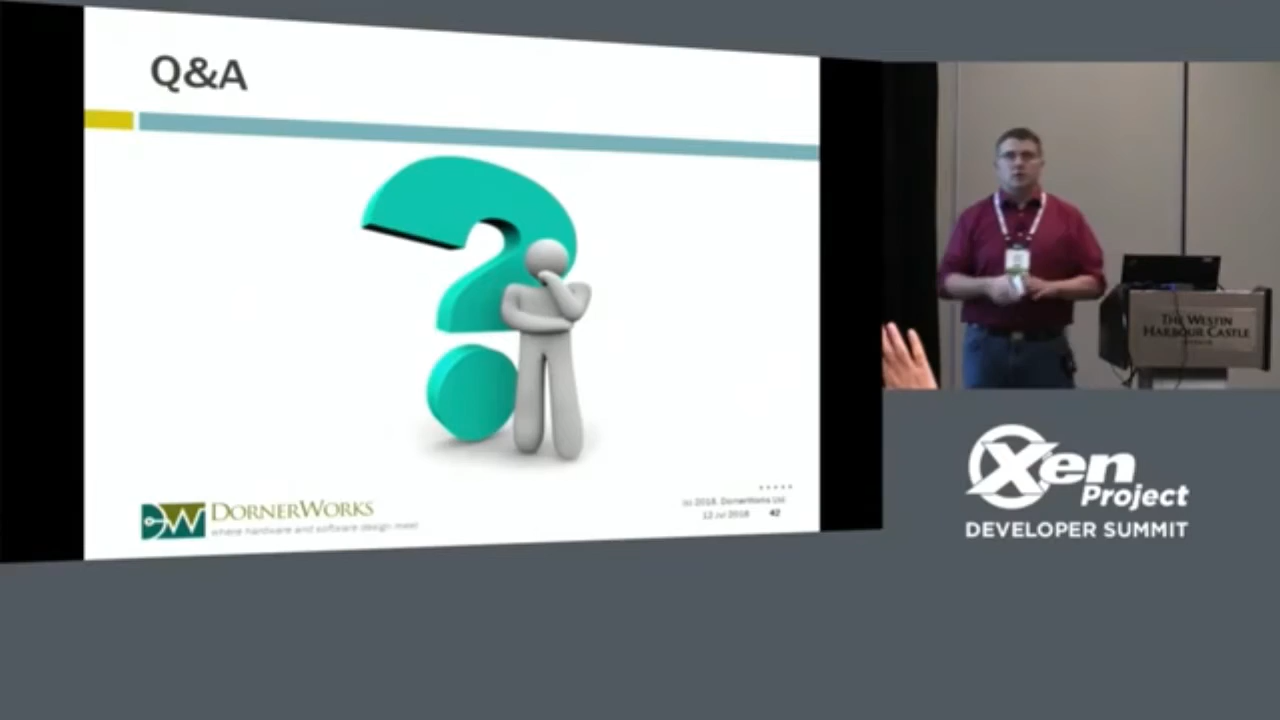 Q&A
DW DORNERWORKS
where hardware and software design meet
(c) 2018, DornerWorks Ltd
12 Jul 2018 42
THE WESTIN
HARBOUR CASTLE
Xen
Project
DEVELOPER SUMMIT